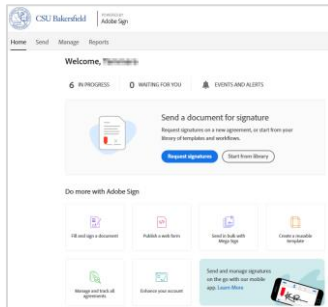 CSU Bakersfield
POWERED BY
Adobe Sign
Home Send Manage Reports
Welcome,
6 IN PROGRESS 0 WAITING FOR YOU EVENTS AND ALERTS
Send a document for signature
Request signatures on a new agreement, or start from your
library of templates and workflows.
Request signatures Start from library
Do more with Adobe Sign
Fill and sign a document
Publish a web form
Send in bulk with
Mega Sign
Create a reusable
template
Manage and track all
agreements
Enhance your account
Send and manage signatures
on the go with our mobile
app. Learn More